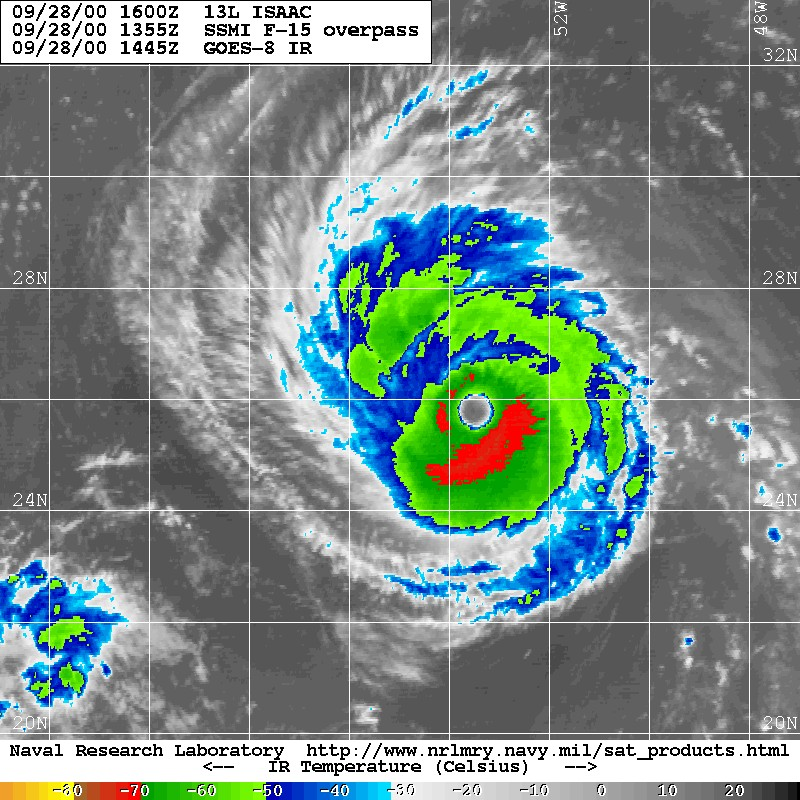 09/28/00 1600Z 13L ISAAC
09/28/00 1355Z SSMI F-15 overpass
09/28/00 1445Z GOES-8 IR
52W 48W
32N
28N 28N
24N 24N
20N 20N
Naval Research Laboratory http://www.nrlmry.navy.mil/sat_products.html
<-- IR Temperature (Celsius) -->
-80 -70 -60 -50 -40 -30 -20 -10 0 10 20